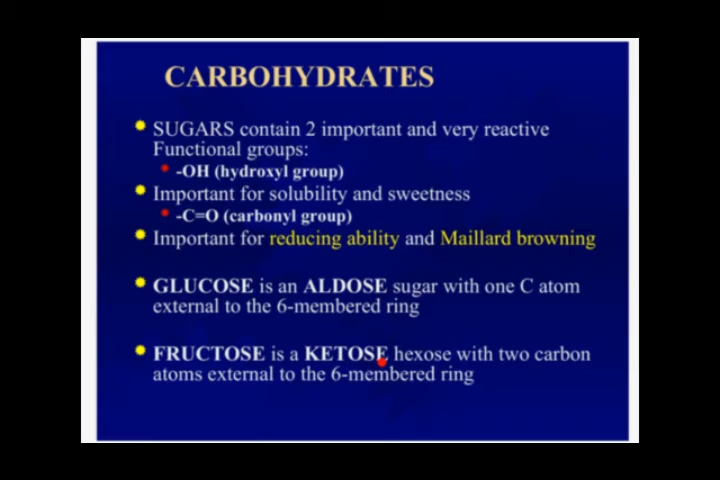 CARBOHYDRATES
SUGARS contain 2 important and very reactive
Functional groups:
-OH (hydroxyl group)
Important for solubility and sweetness
-C=O (carbonyl group)
Important for reducing ability and Maillard browning
GLUCOSE is an ALDOSE sugar with one C atom
external to the 6-membered ring
FRUCTOSE is a KETOSE hexose with two carbon
atoms external to the 6-membered ring